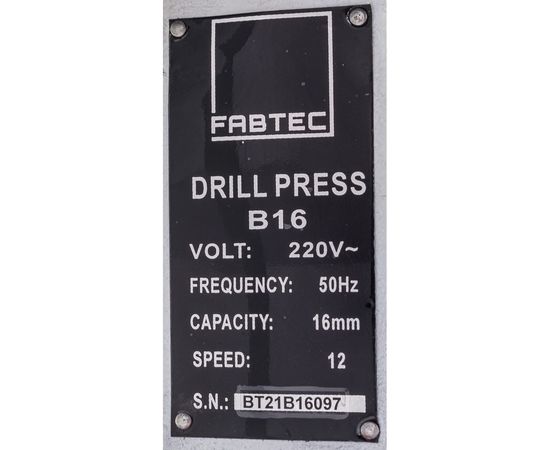 FABTEC
DRILL PRESS
B16
VOLT: 220V~
FREQUENCY: 50Hz
CAPACITY: 16mm
SPEED: 12
S.N.: BT21B16097